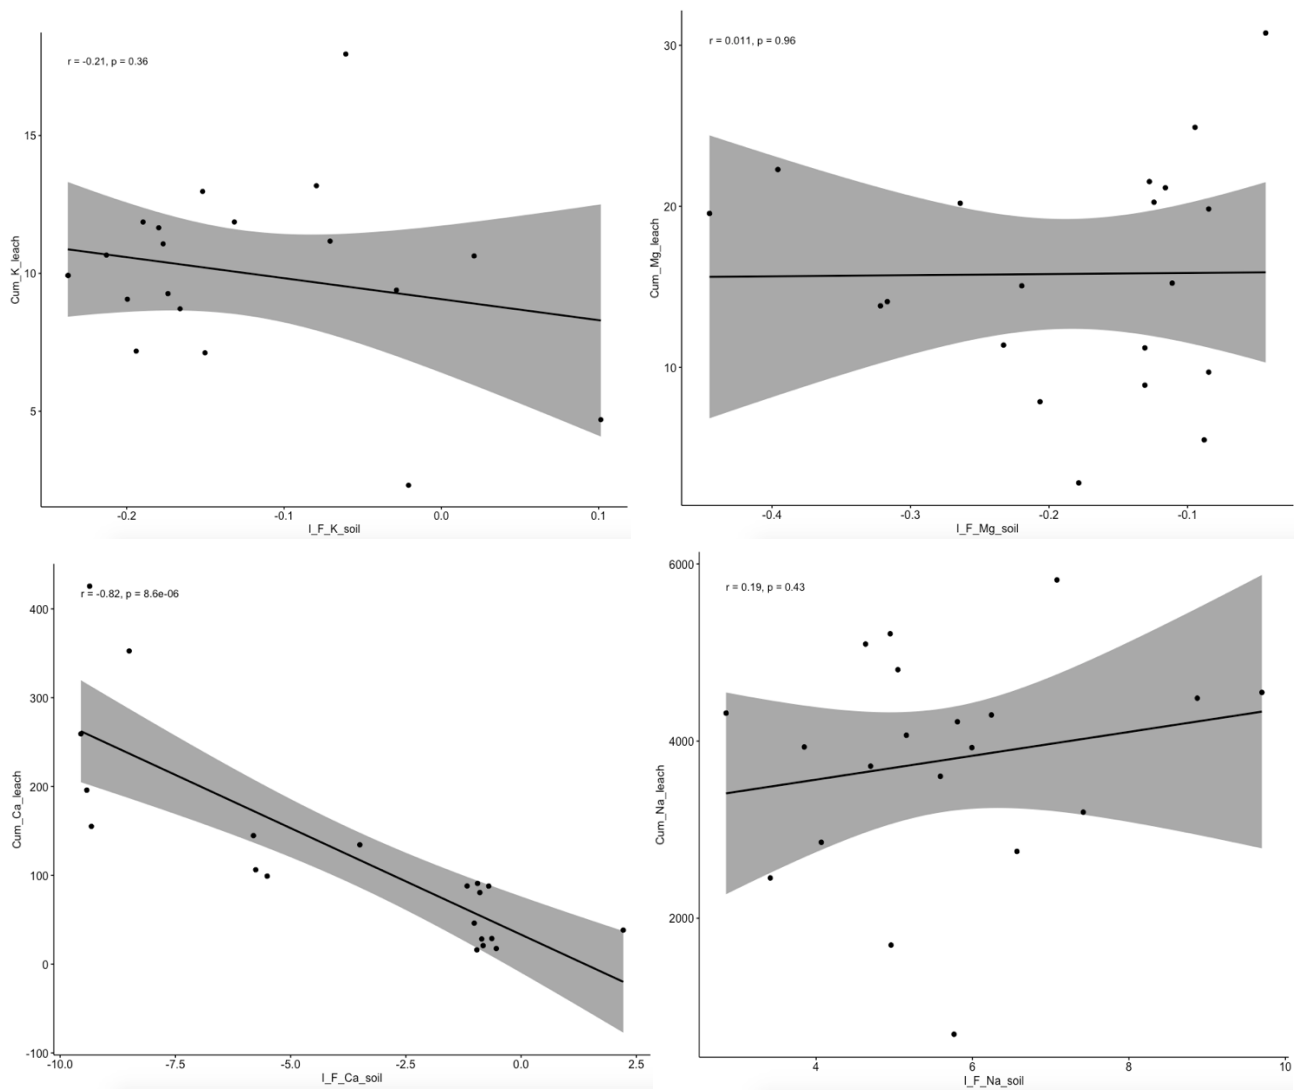 r = -0.21, p = 0.36
15
10
5
Cum_K_leach
-0.2
-0.1
0.0
0.1
I_F_K_soil
r = 0.011, p = 0.96
30
20
10
Cum_Mg_leach
-0.4
-0.3
-0.2
-0.1
I_F_Mg_soil
r = -0.82, p = 8.6e-06
400
300
200
100
0
-100
Cum_Ca_leach
-10.0
-7.5
-5.0
-2.5
0.0
2.5
I_F_Ca_soil
r = 0.19, p = 0.43
6000
4000
2000
Cum_Na_leach
4
6
8
10
I_F_Na_soil